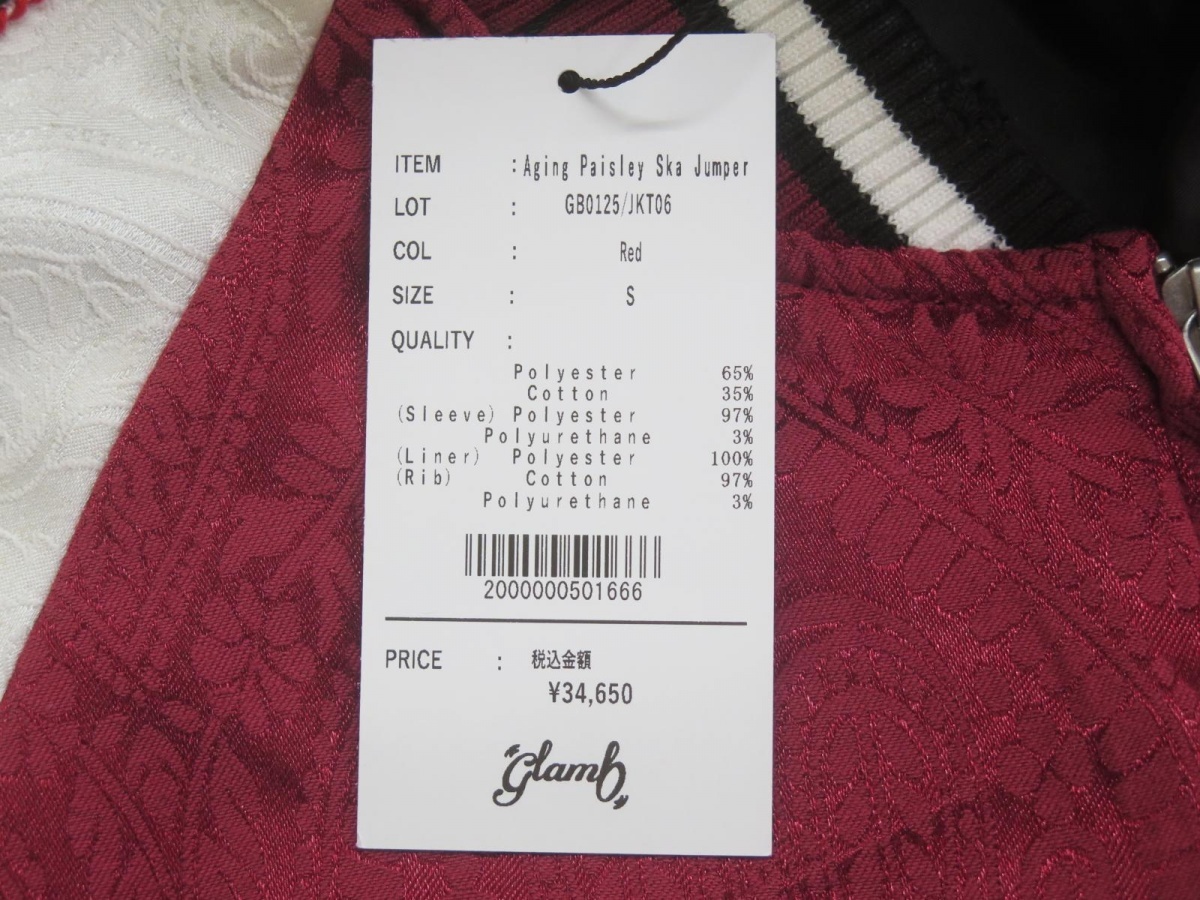 ITEM : Aging Paisley Ska Jumper
LOT : GB0125/JKT06
COL : Red
SIZE : S
QUALITY :
Polyester 65%
Cotton 35%
(Sleeve) Polyester 97%
Polyurethane 3%
(Liner) Polyester 100%
(Rib) Cotton 97%
Polyurethane 3%
2000000501666
PRICE : 税込金額
¥34,650
glamb